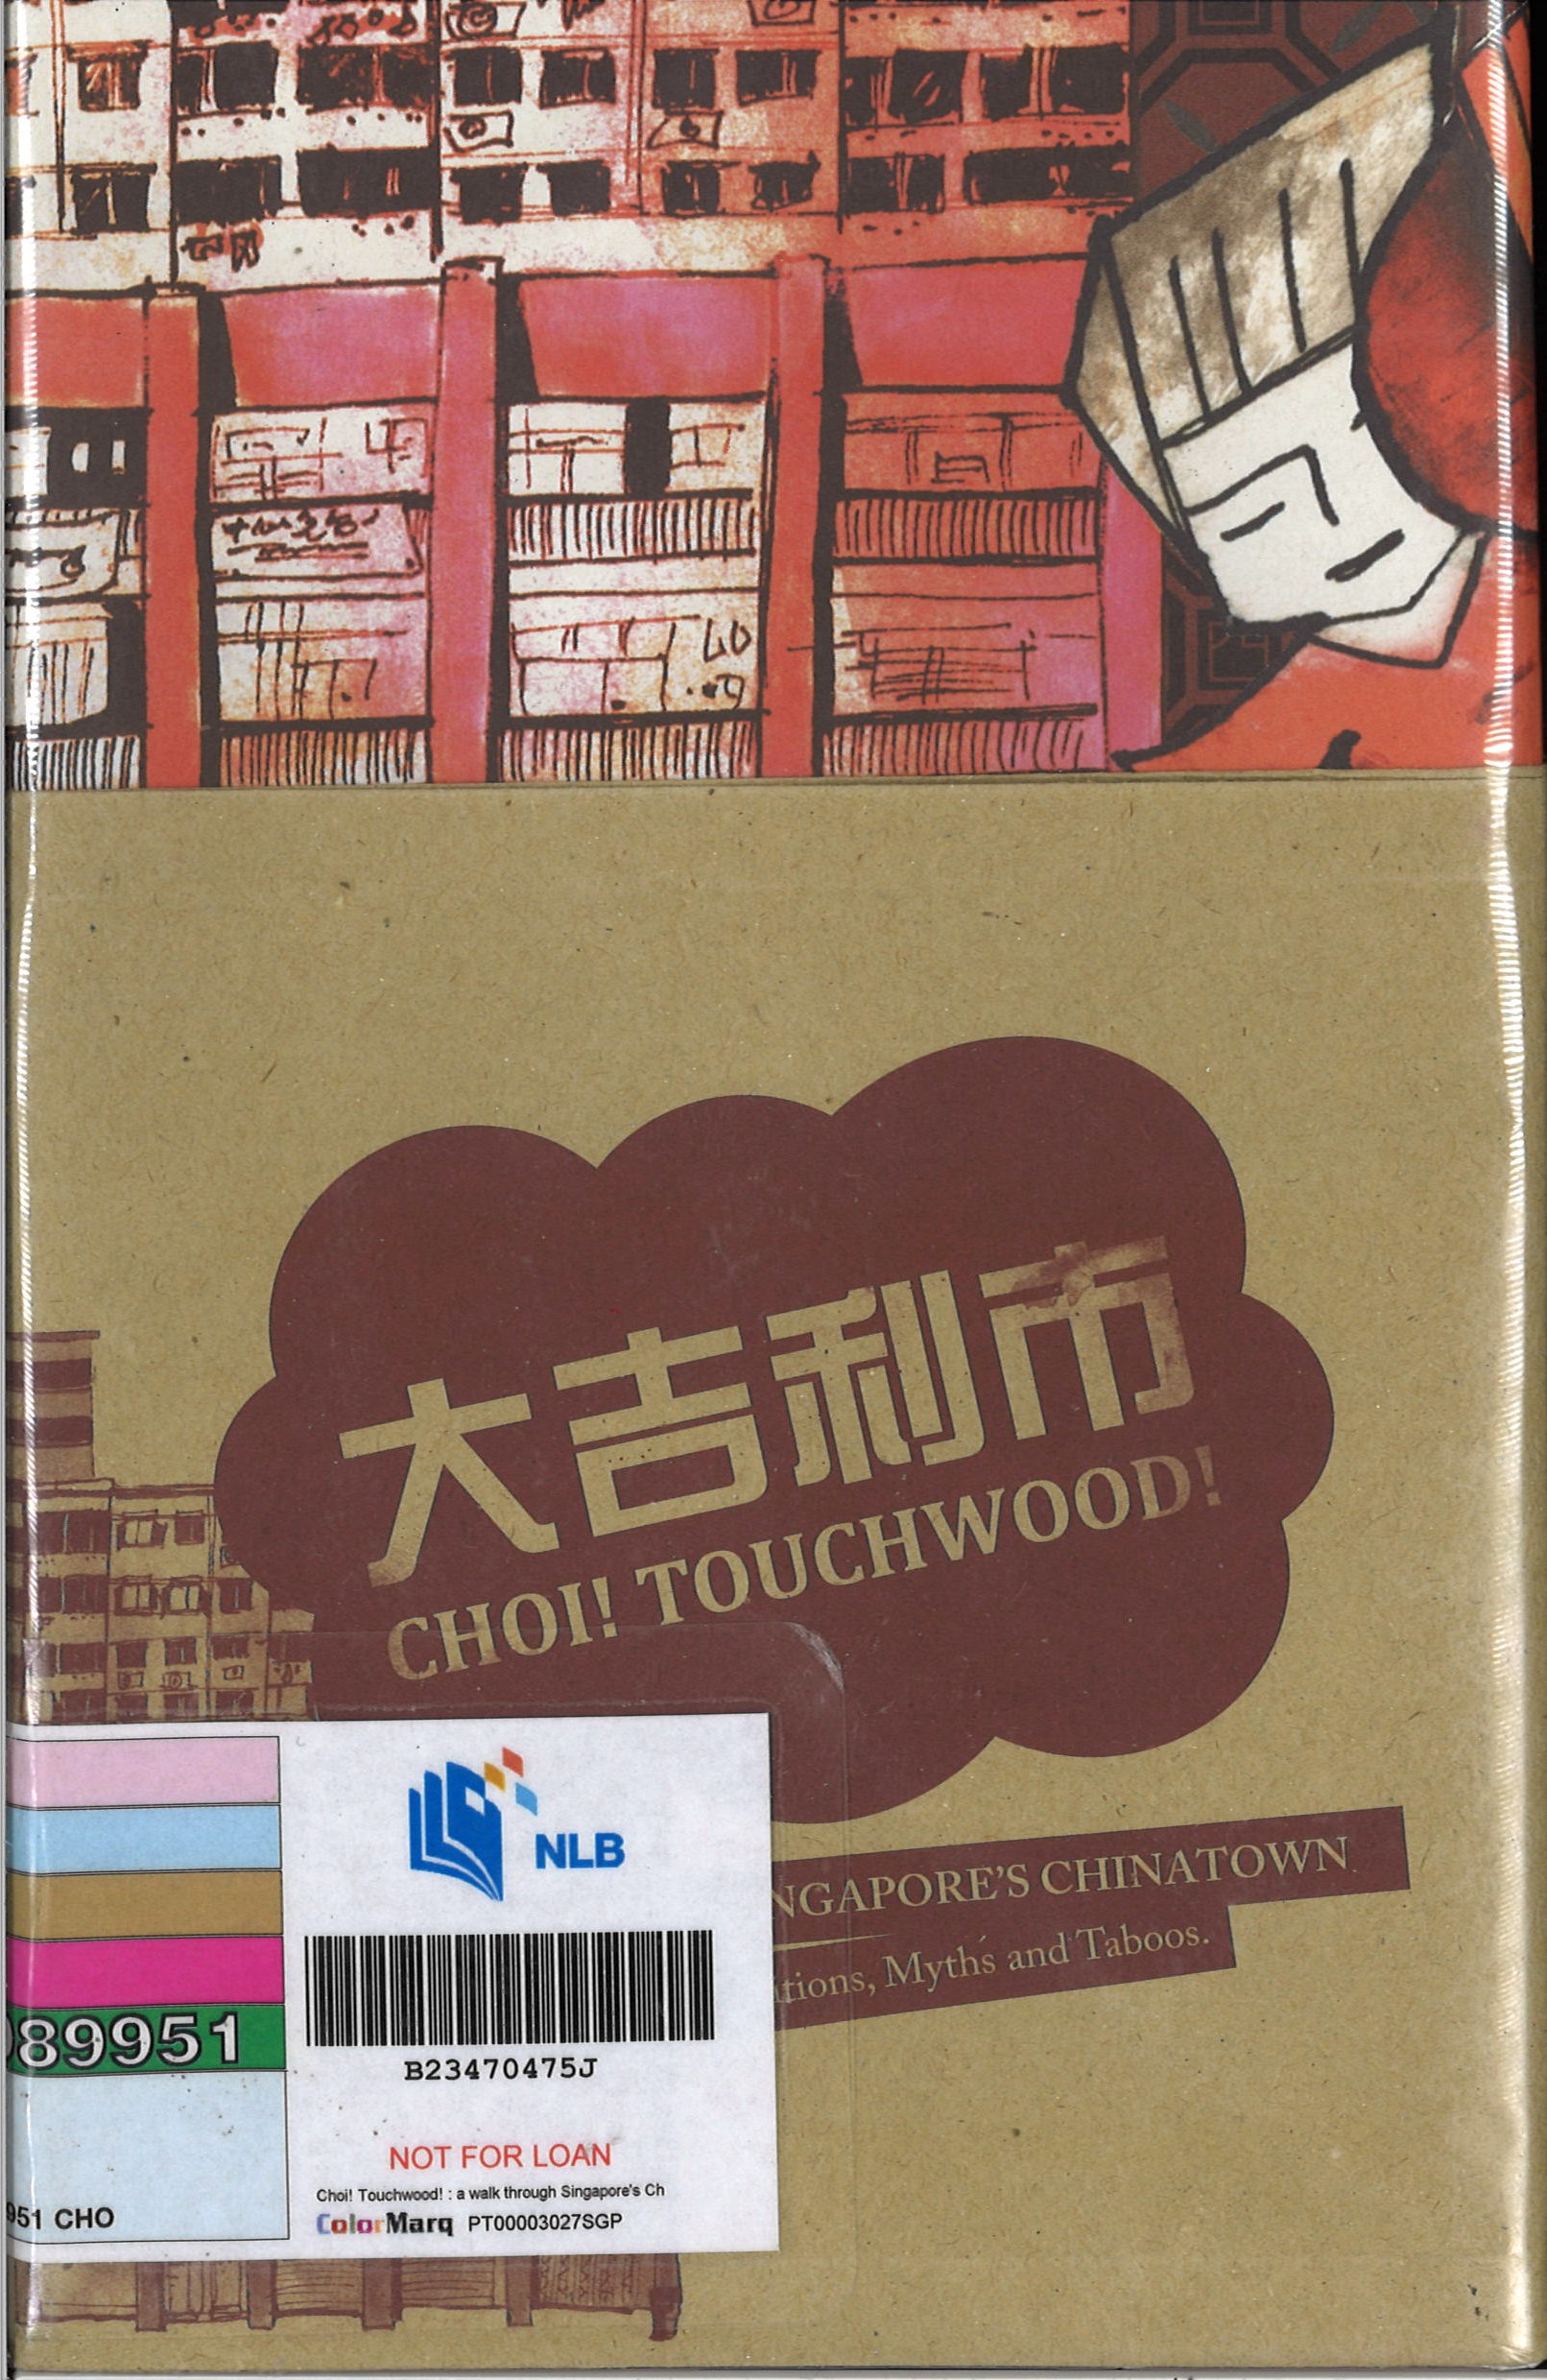 大吉利市
CHOI! TOUCHWOOD!
NGAPORE'S CHINATOWN
itions, Myths and Taboos.
NLB
89951
B23470475J
NOT FOR LOAN
Choi! Touchwood! : a walk through Singapore's Ch
951 CHO
ColorMarq PT00003027SGP